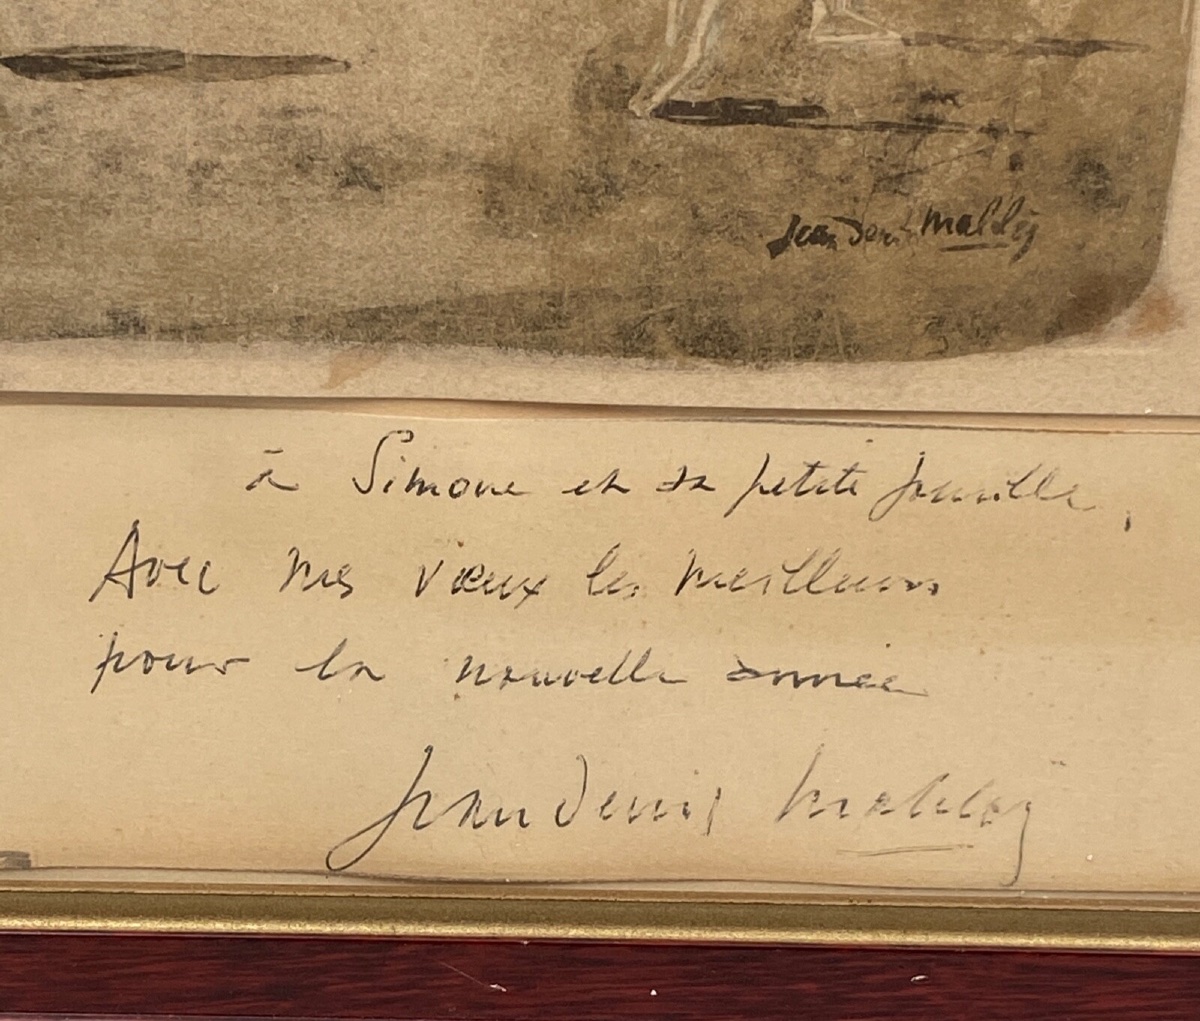 Jean Denis Malclès
à Simone et sa petite famille,
Avec mes vœux les meilleurs
pour la nouvelle année
Jean Denis Malclès